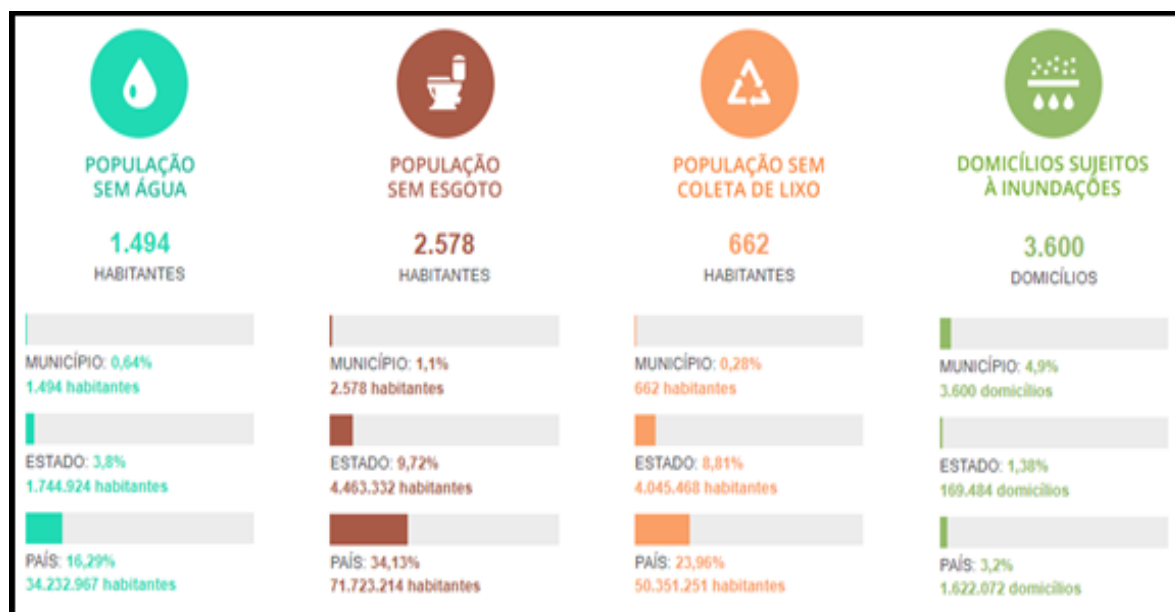 POPULAÇÃO
SEM ÁGUA
1.494
HABITANTES
MUNICÍPIO: 0,64%
1.494 habitantes
ESTADO: 3,8%
1.744.924 habitantes
PAÍS: 16,29%
34.232.967 habitantes
POPULAÇÃO
SEM ESGOTO
2.578
HABITANTES
MUNICÍPIO: 1,1%
2.578 habitantes
ESTADO: 9,72%
4.463.332 habitantes
PAÍS: 34,13%
71.723.214 habitantes
POPULAÇÃO SEM
COLETA DE LIXO
662
HABITANTES
MUNICÍPIO: 0,28%
662 habitantes
ESTADO: 8,81%
4.045.468 habitantes
PAÍS: 23,96%
50.351.251 habitantes
DOMICÍLIOS SUJEITOS
À INUNDAÇÕES
3.600
DOMICÍLIOS
MUNICÍPIO: 4,9%
3.600 domicílios
ESTADO: 1,38%
169.484 domicílios
PAÍS: 3,2%
1.622.072 domicílios